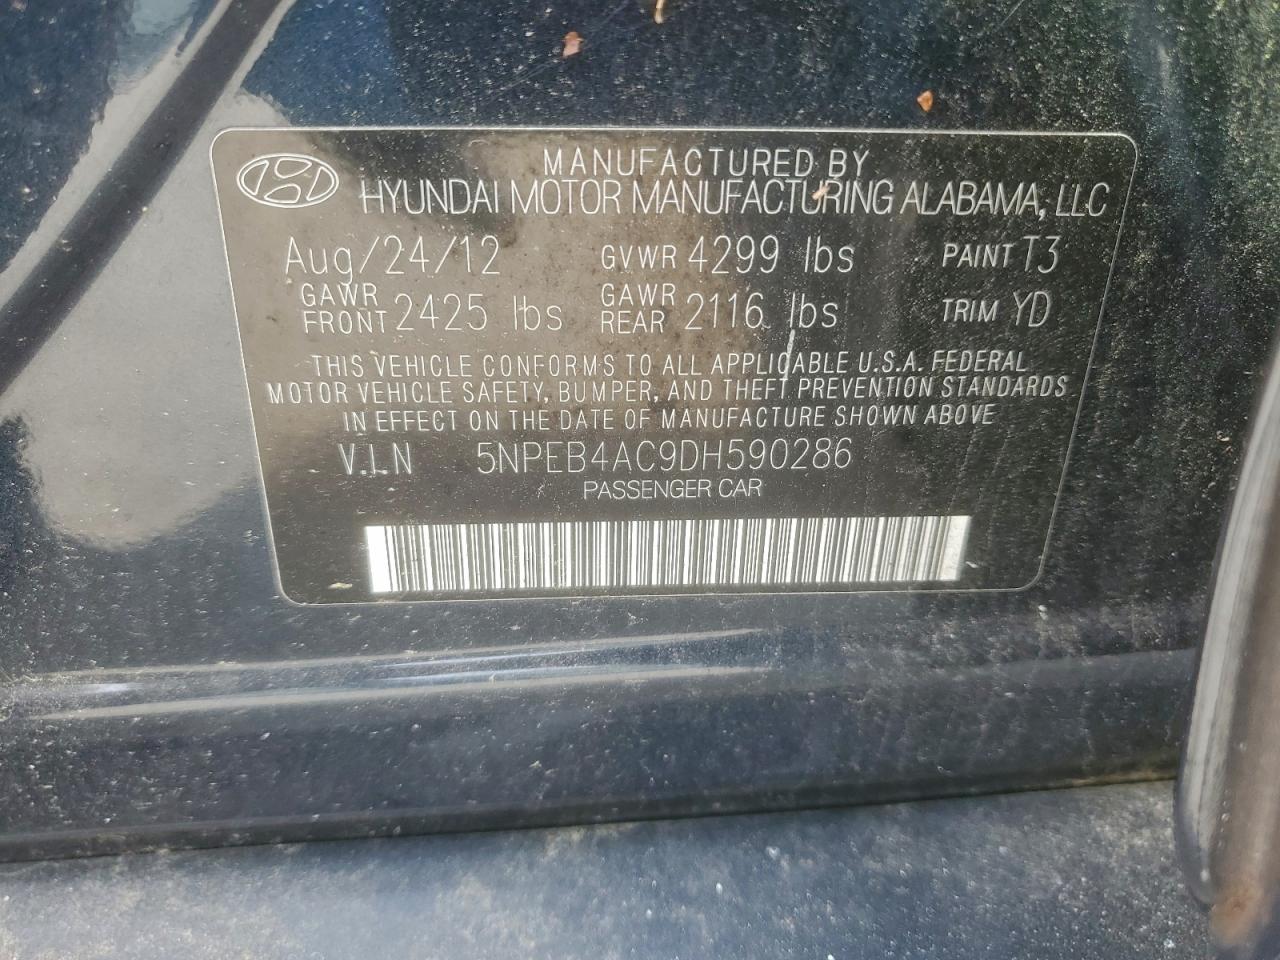 MANUFACTURED BY
HYUNDAI MOTOR MANUFACTURING ALABAMA, LLC
Aug/24/12 GVWR 4299 lbs PAINT T3
GAWR FRONT 2425 lbs GAWR REAR 2116 lbs TRIM YD
THIS VEHICLE CONFORMS TO ALL APPLICABLE U.S.A. FEDERAL
MOTOR VEHICLE SAFETY, BUMPER, AND THEFT PREVENTION STANDARDS
IN EFFECT ON THE DATE OF MANUFACTURE SHOWN ABOVE
V.I.N 5NPEB4AC9DH590286
PASSENGER CAR